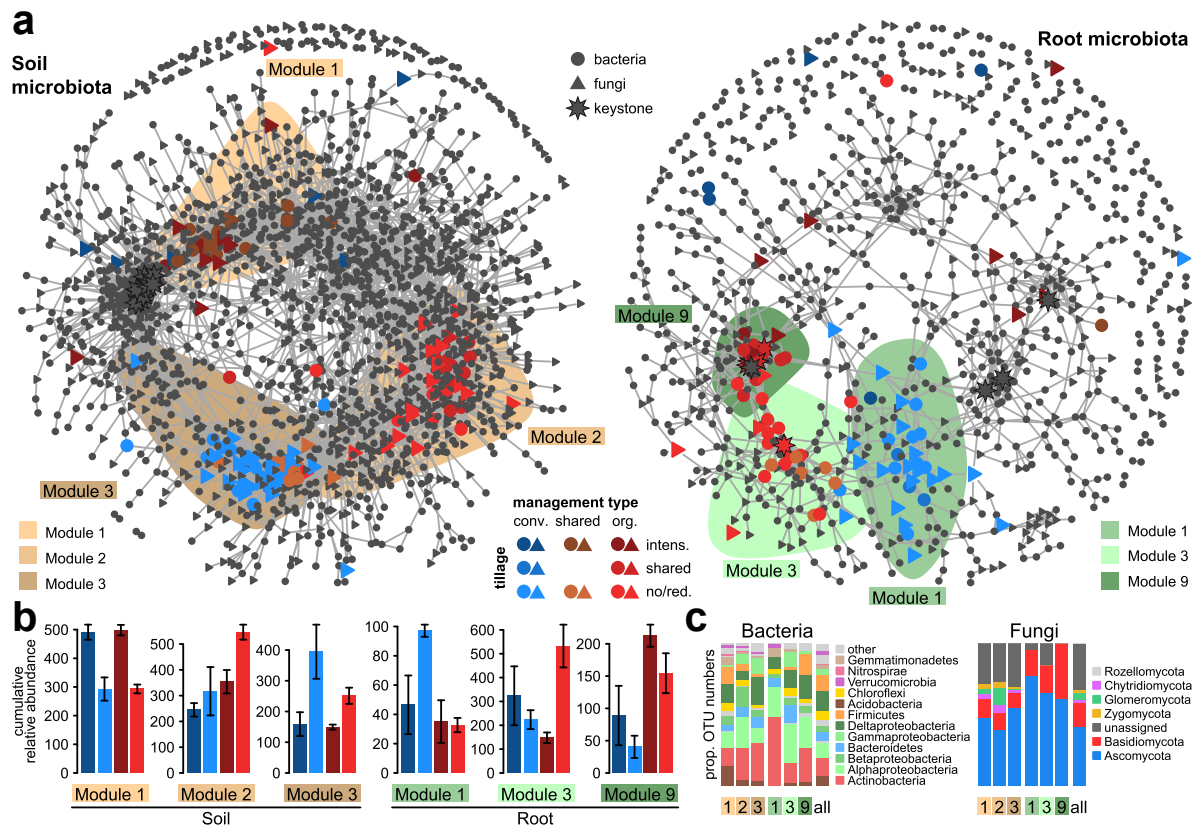 a
Soil
microbiota
Module 1
bacteria
fungi
keystone
Root microbiota
Module 9
Module 2
Module 3
Module 1
Module 2
Module 3
management type
conv. shared org.
tillage
intens.
shared
no/red.
Module 3
Module 1
Module 1
Module 3
Module 9
b
cumulative
relative abundance
500
400
300
200
100
0
500
400
300
200
100
0
400
300
200
100
0
100
80
60
40
20
0
600
500
400
300
200
100
0
200
150
100
50
0
Module 1 Module 2 Module 3 Module 1 Module 3 Module 9
Soil Root
c
Bacteria
prop. OTU numbers
other
Gemmatimonadetes
Nitrospirae
Verrucomicrobia
Chloroflexi
Acidobacteria
Firmicutes
Deltaproteobacteria
Gammaproteobacteria
Bacteroidetes
Betaproteobacteria
Alphaproteobacteria
Actinobacteria
1 2 3 1 3 9 all
Fungi
Rozellomycota
Chytridiomycota
Glomeromycota
Zygomycota
unassigned
Basidiomycota
Ascomycota
1 2 3 1 3 9 all